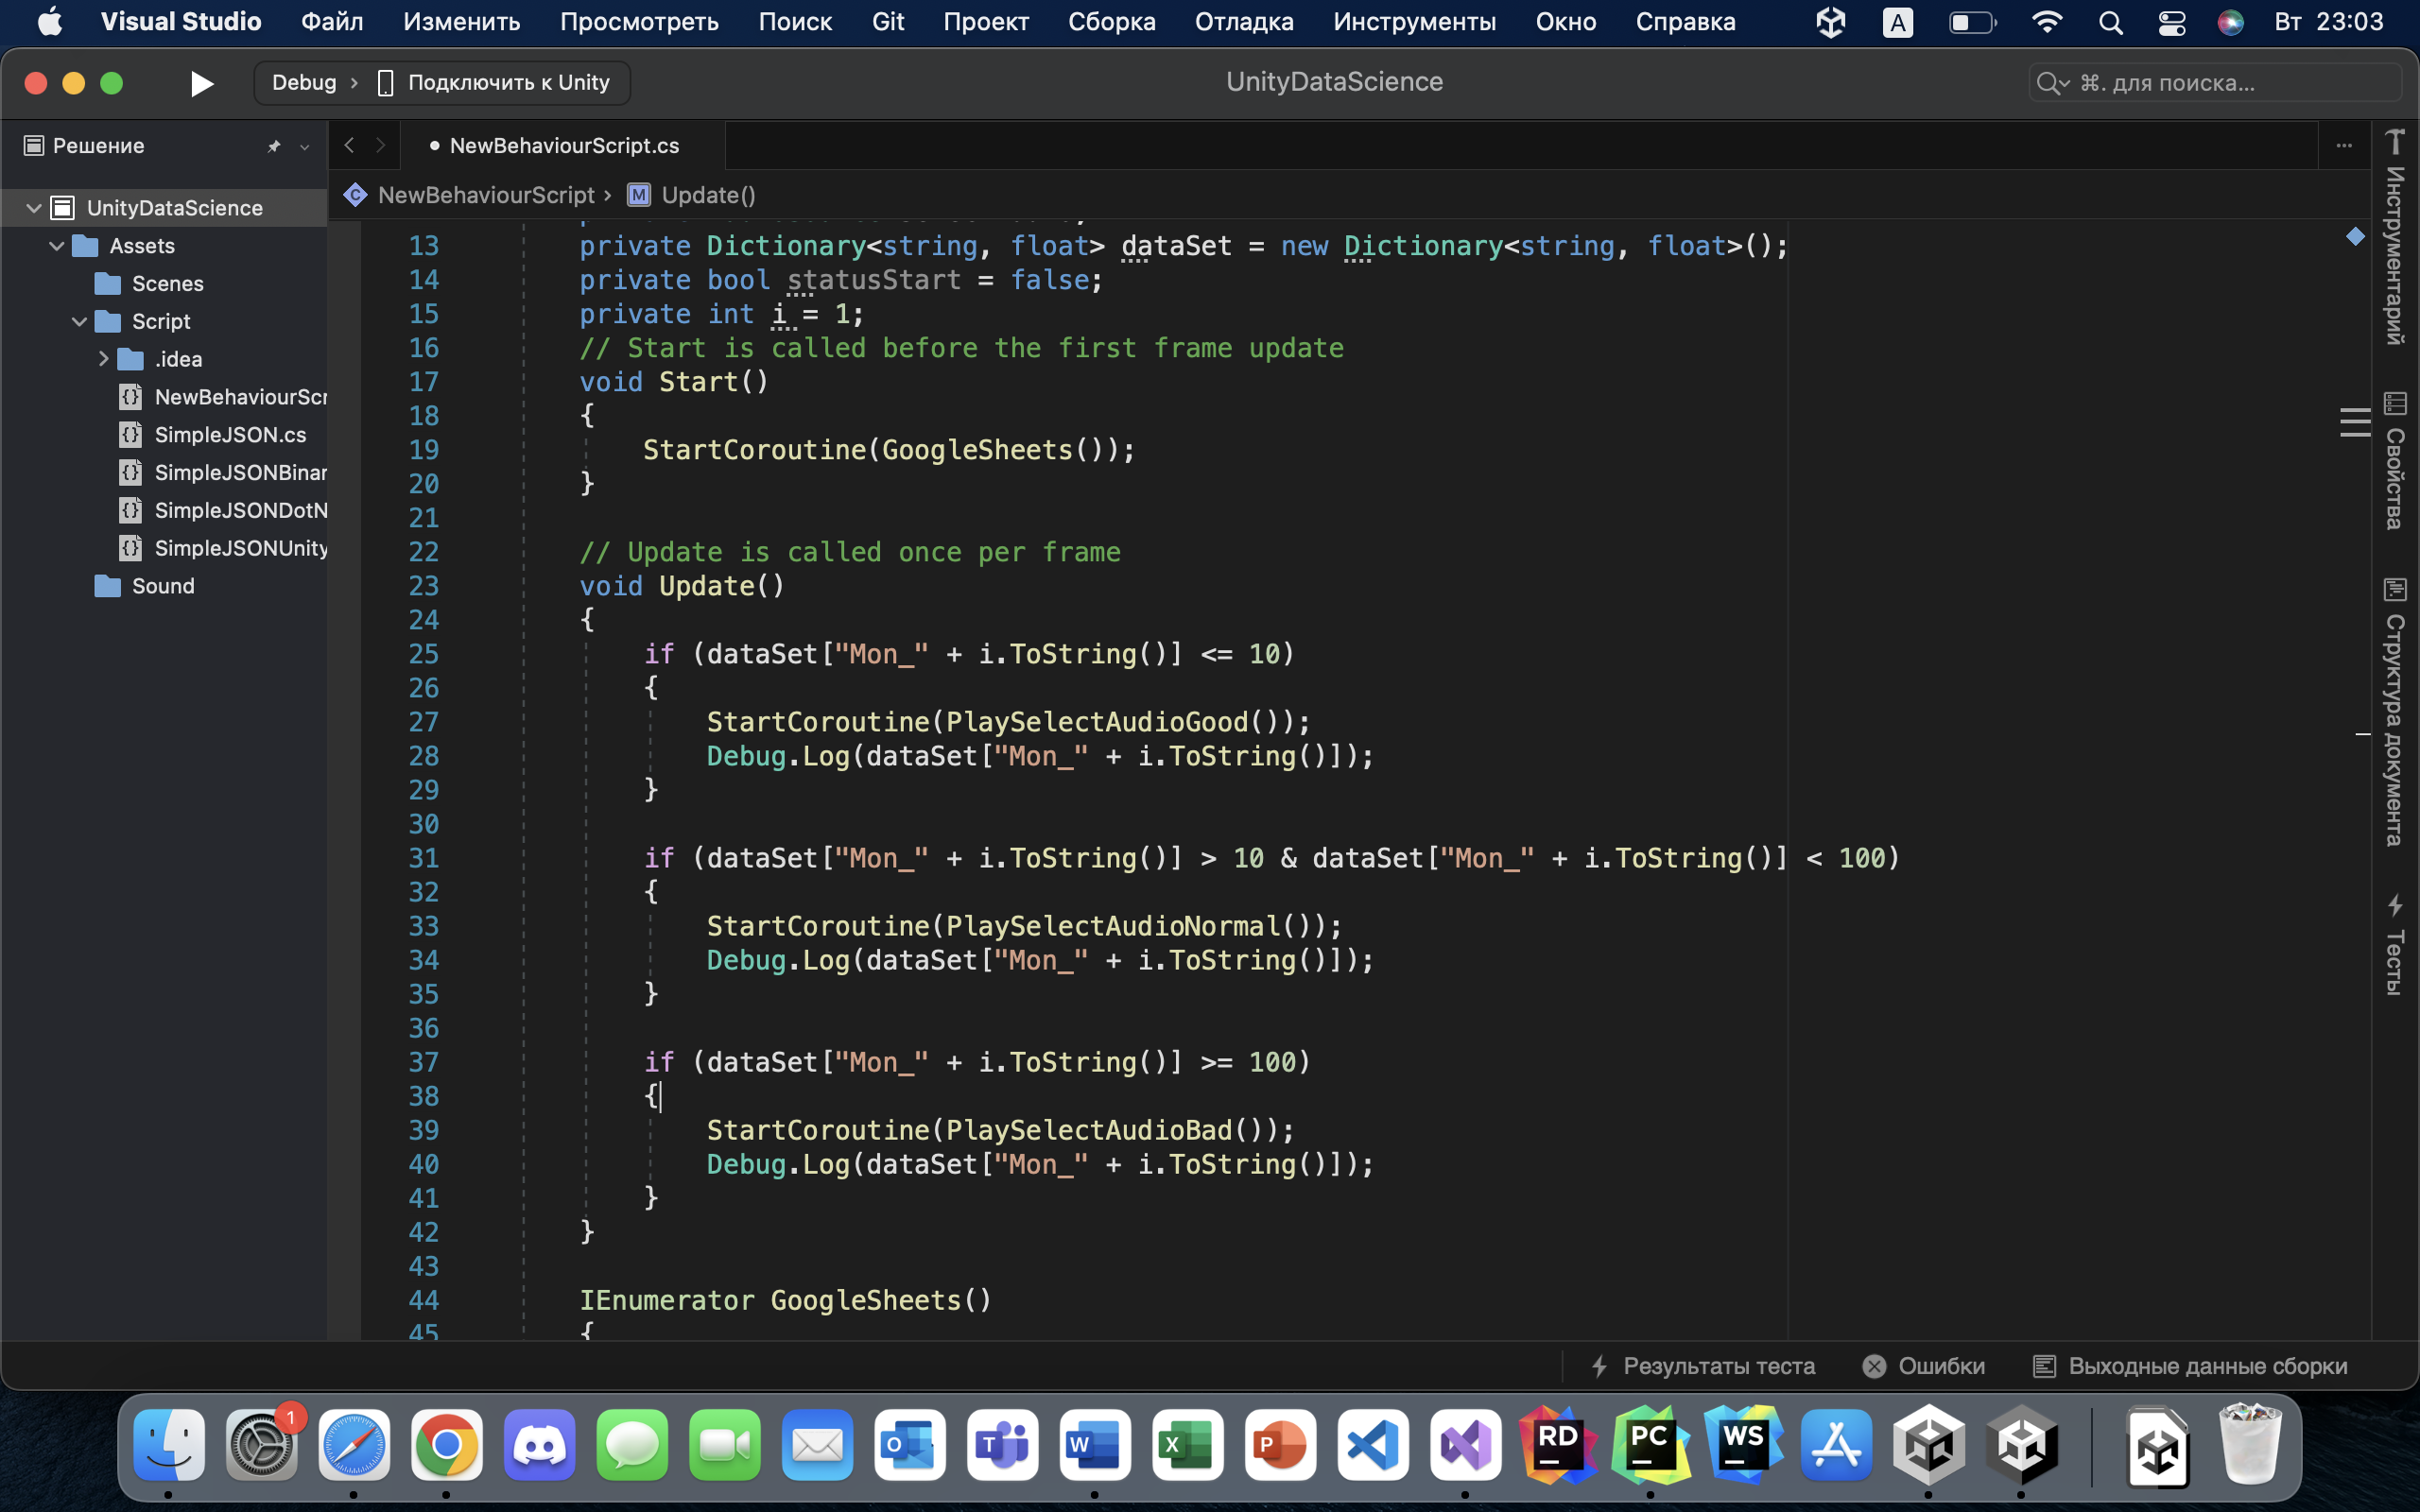 Visual Studio Файл Изменить Просмотреть Поиск Git Проект Сборка Отладка Инструменты Окно Справка A Вт 23:03
Debug › Подключить к Unity UnityDataScience ⌘. для поиска...
Решение NewBehaviourScript.cs
NewBehaviourScript › M Update()
UnityDataScience
Assets
Scenes
Script
.idea
NewBehaviourScr
SimpleJSON.cs
SimpleJSONBinar
SimpleJSONDotN
SimpleJSONUnity
Sound
13 private Dictionary<string, float> dataSet = new Dictionary<string, float>();
14 private bool statusStart = false;
15 private int i = 1;
16 // Start is called before the first frame update
17 void Start()
18 {
19 StartCoroutine(GoogleSheets());
20 }
21
22 // Update is called once per frame
23 void Update()
24 {
25 if (dataSet["Mon_" + i.ToString()] <= 10)
26 {
27 StartCoroutine(PlaySelectAudioGood());
28 Debug.Log(dataSet["Mon_" + i.ToString()]);
29 }
30
31 if (dataSet["Mon_" + i.ToString()] > 10 & dataSet["Mon_" + i.ToString()] < 100)
32 {
33 StartCoroutine(PlaySelectAudioNormal());
34 Debug.Log(dataSet["Mon_" + i.ToString()]);
35 }
36
37 if (dataSet["Mon_" + i.ToString()] >= 100)
38 {
39 StartCoroutine(PlaySelectAudioBad());
40 Debug.Log(dataSet["Mon_" + i.ToString()]);
41 }
42 }
43
44 IEnumerator GoogleSheets()
45 {
Инструментарий
Свойства
Структура документа
Тесты
Результаты теста Ошибки Выходные данные сборки
1
O T W X P RD PC WS